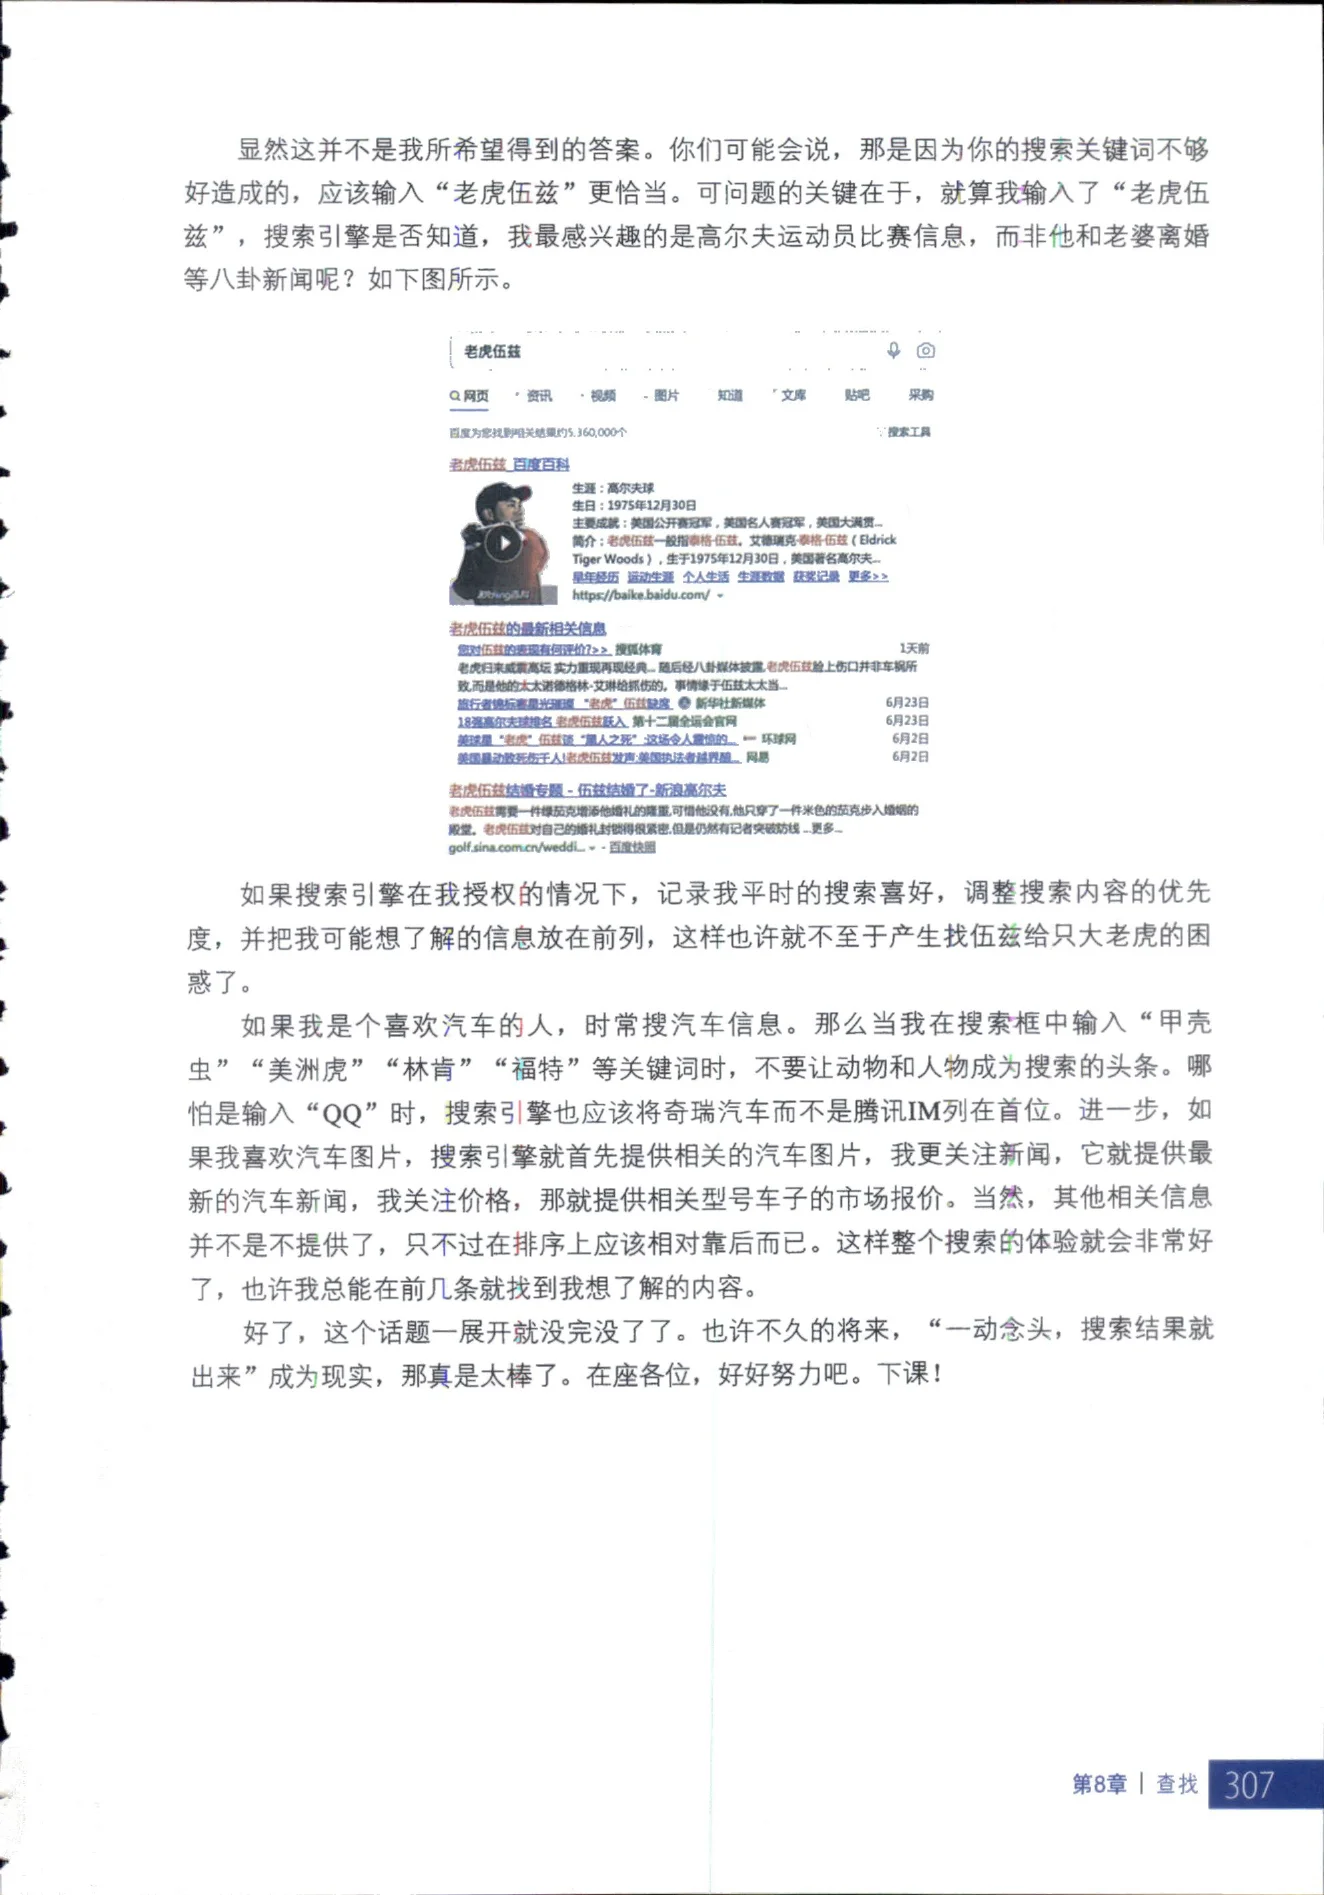 显然这并不是我所希望得到的答案。你们可能会说，那是因为你的搜索关键词不够
好造成的，应该输入“老虎伍兹”更恰当。可问题的关键在于，就算我输入了“老虎伍
兹”，搜索引擎是否知道，我最感兴趣的是高尔夫运动员比赛信息，而非他和老婆离婚
等八卦新闻呢？如下图所示。
老虎伍兹
网页 资讯 视频 图片 知道 文库 贴吧 采购
百度为您找到相关结果约5,360,000个 搜索工具
老虎伍兹_百度百科
生涯：高尔夫球
生日：1975年12月30日
主要成就：美国公开赛冠军，美国名人赛冠军，美国大满贯...
简介：老虎伍兹一般指泰格·伍兹。艾德瑞克·泰格·伍兹（Eldrick
Tiger Woods），生于1975年12月30日，美国著名高尔夫...
早年经历 运动生涯 个人生活 生涯数据 获奖记录 更多>>
https://baike.baidu.com/
老虎伍兹的最新相关信息
您对伍兹的表现有何评价?>> 搜狐体育 1天前
老虎归来威震高坛 实力重现再现经典... 随后经八卦媒体披露,老虎伍兹脸上伤口并非车祸所
致,而是他的太太诺德格林-艾琳给抓伤的。事情缘于伍兹太太当...
旅行者锦标赛星光璀璨 “老虎”伍兹缺席 新华社新媒体 6月23日
18强高尔夫球排名 老虎伍兹跃入 第十二届全运会官网 6月23日
美球星“老虎”伍兹谈“黑人之死”:这场令人震惊的... 环球网 6月2日
美国暴动致死伤千人!老虎伍兹发声:美国执法者越界酿... 网易 6月2日
老虎伍兹结婚专题 - 伍兹结婚了-新浪高尔夫
老虎伍兹需要一件绿茄克增添他婚礼的隆重,可惜他没有,他只穿了一件米色的茄克步入婚姻的
殿堂。老虎伍兹对自己的婚礼封锁得很紧密,但是仍然有记者突破防线 ...更多...
golf.sina.com.cn/weddi... - 百度快照
如果搜索引擎在我授权的情况下，记录我平时的搜索喜好，调整搜索内容的优先
度，并把我可能想了解的信息放在前列，这样也许就不至于产生找伍兹给只大老虎的困
惑了。
如果我是个喜欢汽车的人，时常搜汽车信息。那么当我在搜索框中输入“甲壳
虫”“美洲虎”“林肯”“福特”等关键词时，不要让动物和人物成为搜索的头条。哪
怕是输入“QQ”时，搜索引擎也应该将奇瑞汽车而不是腾讯IM列在首位。进一步，如
果我喜欢汽车图片，搜索引擎就首先提供相关的汽车图片，我更关注新闻，它就提供最
新的汽车新闻，我关注价格，那就提供相关型号车子的市场报价。当然，其他相关信息
并不是不提供了，只不过在排序上应该相对靠后而已。这样整个搜索的体验就会非常好
了，也许我总能在前几条就找到我想了解的内容。
好了，这个话题一展开就没完没了了。也许不久的将来，“一动念头，搜索结果就
出来”成为现实，那真是太棒了。在座各位，好好努力吧。下课！
第8章 | 查找 307